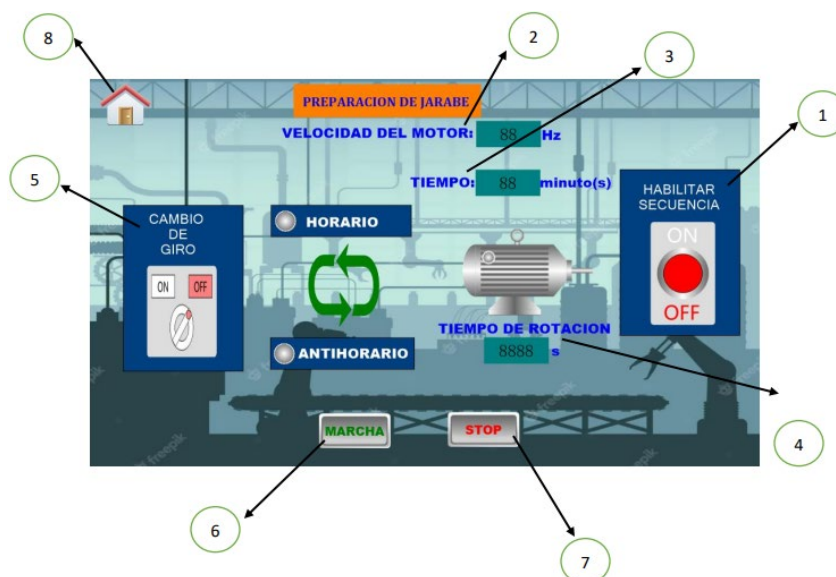 8
2
3
1
PREPARACION DE JARABE
VELOCIDAD DEL MOTOR: 88 Hz
TIEMPO: 88 minuto(s)
5
CAMBIO
DE
GIRO
ON OFF
HORARIO
ANTIHORARIO
HABILITAR
SECUENCIA
ON
OFF
TIEMPO DE ROTACION
8888 s
4
MARCHA
STOP
6
7
freepik